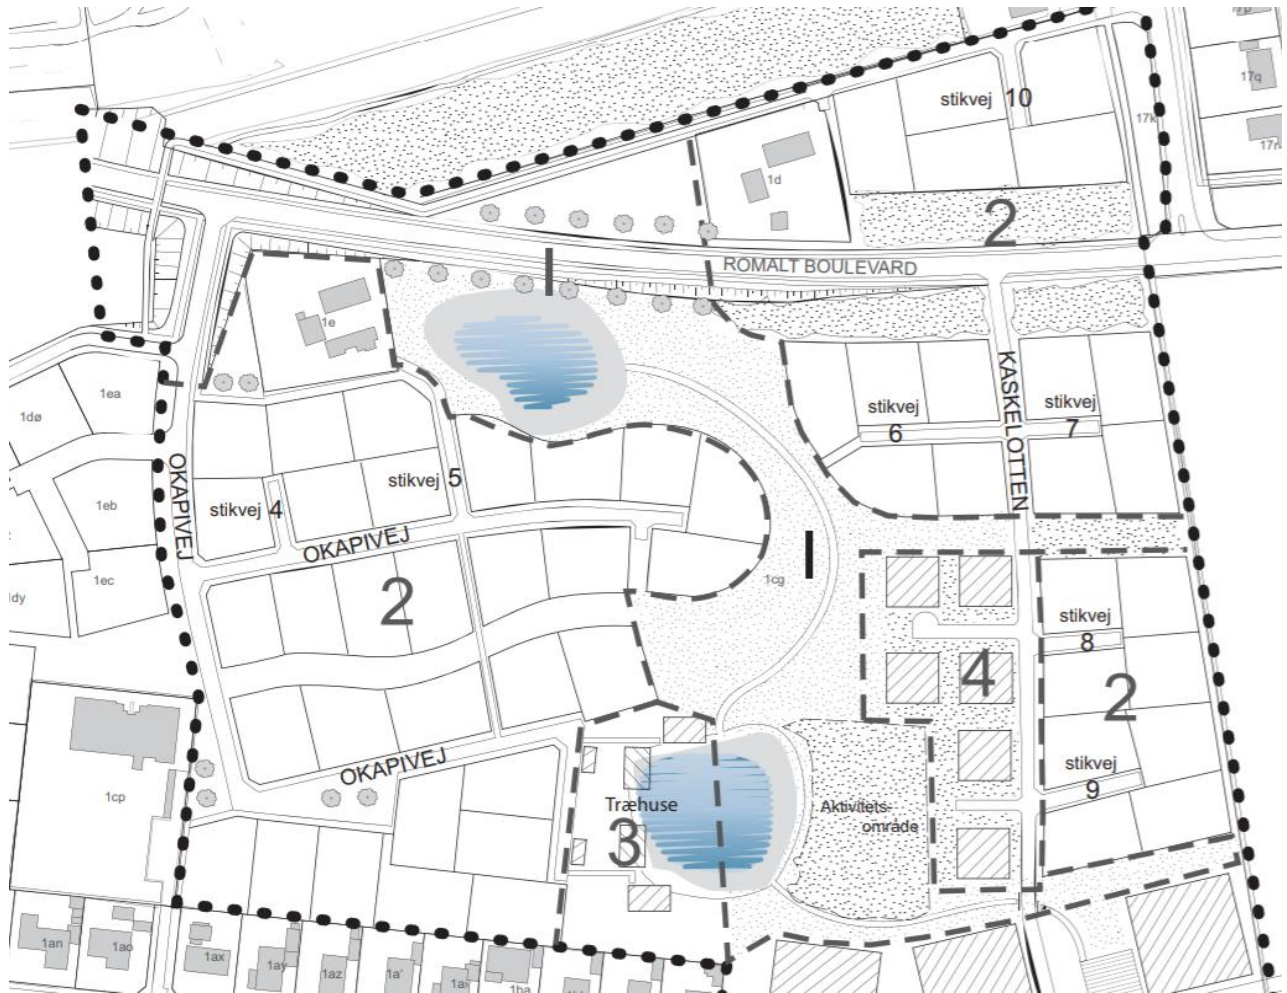 17q
stikvej 10
17k
1d
2
ROMALT BOULEVARD
1e
KASKELOTTEN
1ea
1dø
stikvej
6
stikvej
7
OKAPIVEJ
stikvej 5
stikvej 4
1eb
OKAPIVEJ
1ec
1cg
2
stikvej
8
4
2
OKAPIVEJ
stikvej
9
1cp
Træhuse
3
Aktivitets-
område
1an
1ao
1ax
1ay
1az
1ba